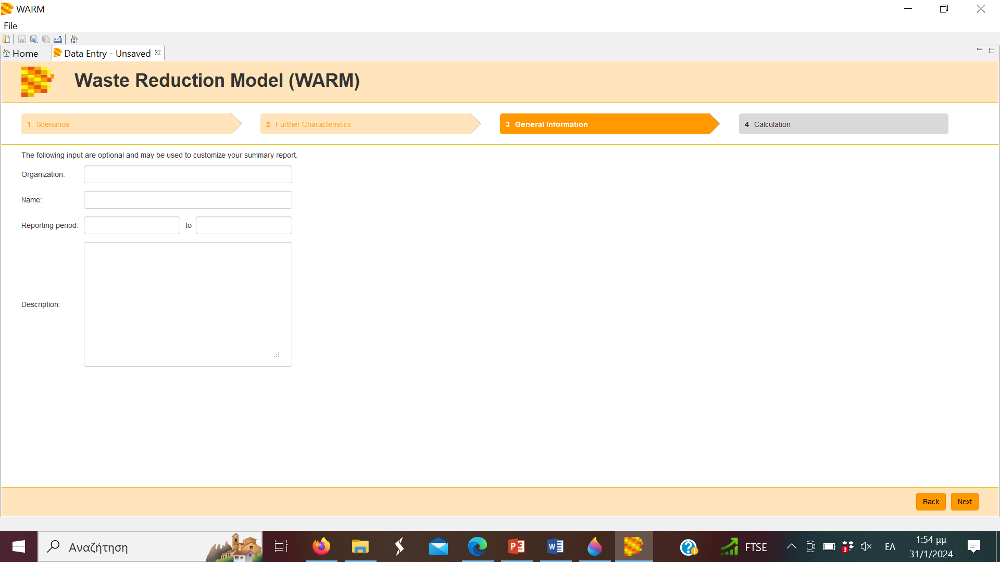 WARM
File
Home
Data Entry - Unsaved
Waste Reduction Model (WARM)
1 Scenarios
2 Further Characteristics
3 General Information
4 Calculation
The following input are optional and may be used to customize your summary report.
Organization:
Name:
Reporting period:
to
Description:
Back
Next
Αναζήτηση
FTSE
3
ΕΛ
1:54 μμ
31/1/2024